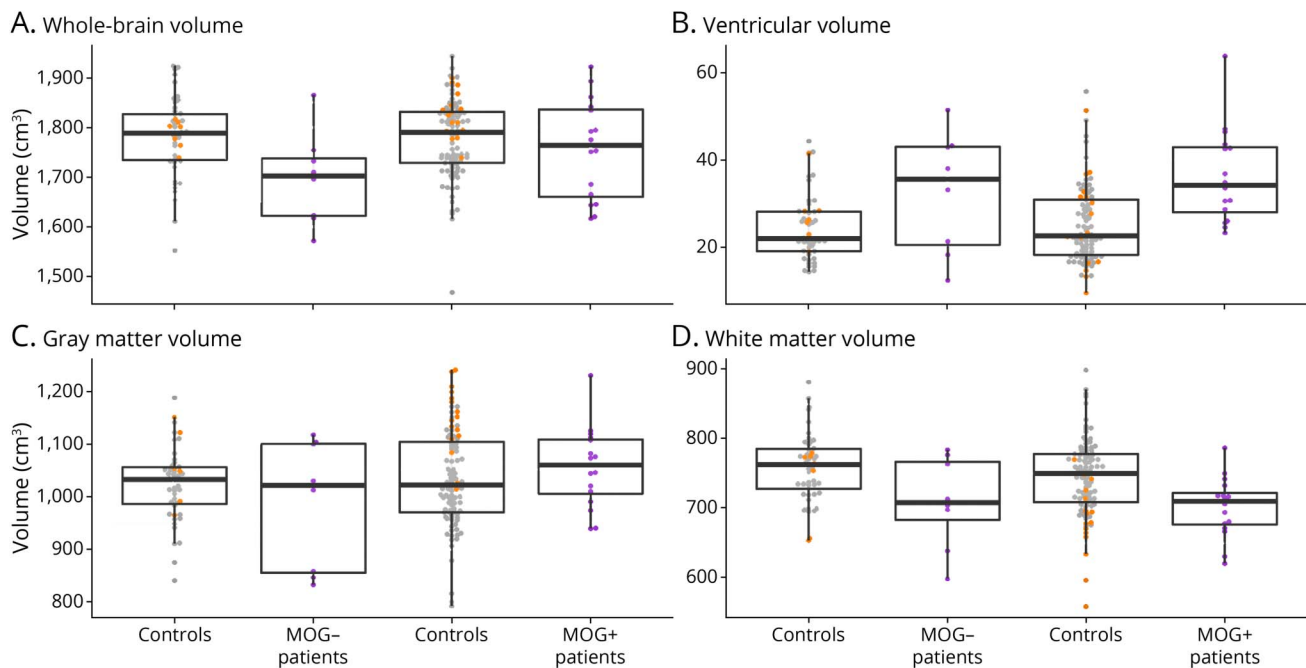 A. Whole-brain volume
Volume (cm³)
1,900
1,800
1,700
1,600
1,500
B. Ventricular volume
60
40
20
C. Gray matter volume
Volume (cm³)
1,200
1,100
1,000
900
800
Controls
MOG–
patients
Controls
MOG+
patients
D. White matter volume
900
800
700
600
Controls
MOG–
patients
Controls
MOG+
patients